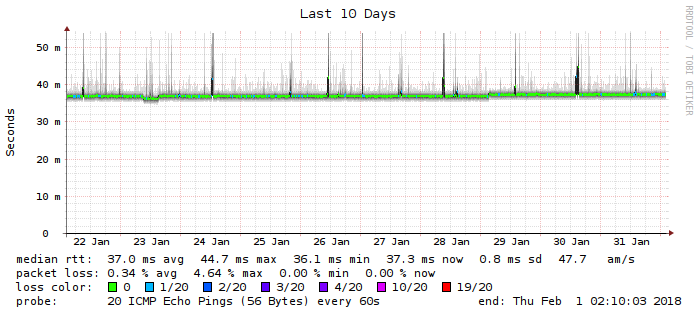 Last 10 Days
RRDTOOL / TOBI OETIKER
Seconds
50 m
40 m
30 m
20 m
10 m
0
22 Jan 23 Jan 24 Jan 25 Jan 26 Jan 27 Jan 28 Jan 29 Jan 30 Jan 31 Jan
median rtt: 37.0 ms avg 44.7 ms max 36.1 ms min 37.3 ms now 0.8 ms sd 47.7 am/s
packet loss: 0.34 % avg 4.64 % max 0.00 % min 0.00 % now
loss color: 0 1/20 2/20 3/20 4/20 10/20 19/20
probe: 20 ICMP Echo Pings (56 Bytes) every 60s end: Thu Feb 1 02:10:03 2018